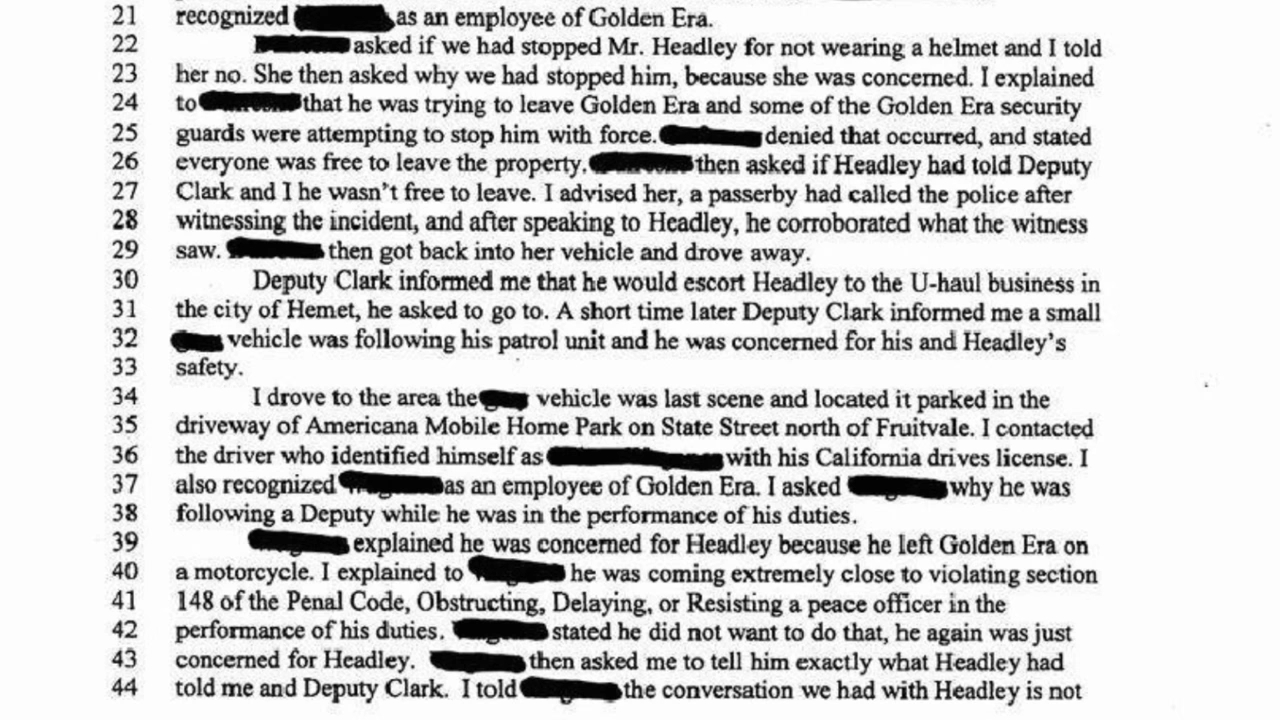 21 recognized as an employee of Golden Era.
22 asked if we had stopped Mr. Headley for not wearing a helmet and I told
23 her no. She then asked why we had stopped him, because she was concerned. I explained
24 to that he was trying to leave Golden Era and some of the Golden Era security
25 guards were attempting to stop him with force. denied that occurred, and stated
26 everyone was free to leave the property. then asked if Headley had told Deputy
27 Clark and I he wasn't free to leave. I advised her, a passerby had called the police after
28 witnessing the incident, and after speaking to Headley, he corroborated what the witness
29 saw. then got back into her vehicle and drove away.
30 Deputy Clark informed me that he would escort Headley to the U-haul business in
31 the city of Hemet, he asked to go to. A short time later Deputy Clark informed me a small
32 vehicle was following his patrol unit and he was concerned for his and Headley's
33 safety.
34 I drove to the area the vehicle was last scene and located it parked in the
35 driveway of Americana Mobile Home Park on State Street north of Fruitvale. I contacted
36 the driver who identified himself as with his California drives license. I
37 also recognized as an employee of Golden Era. I asked why he was
38 following a Deputy while he was in the performance of his duties.
39 explained he was concerned for Headley because he left Golden Era on
40 a motorcycle. I explained to he was coming extremely close to violating section
41 148 of the Penal Code, Obstructing, Delaying, or Resisting a peace officer in the
42 performance of his duties. stated he did not want to do that, he again was just
43 concerned for Headley. then asked me to tell him exactly what Headley had
44 told me and Deputy Clark. I told the conversation we had with Headley is not